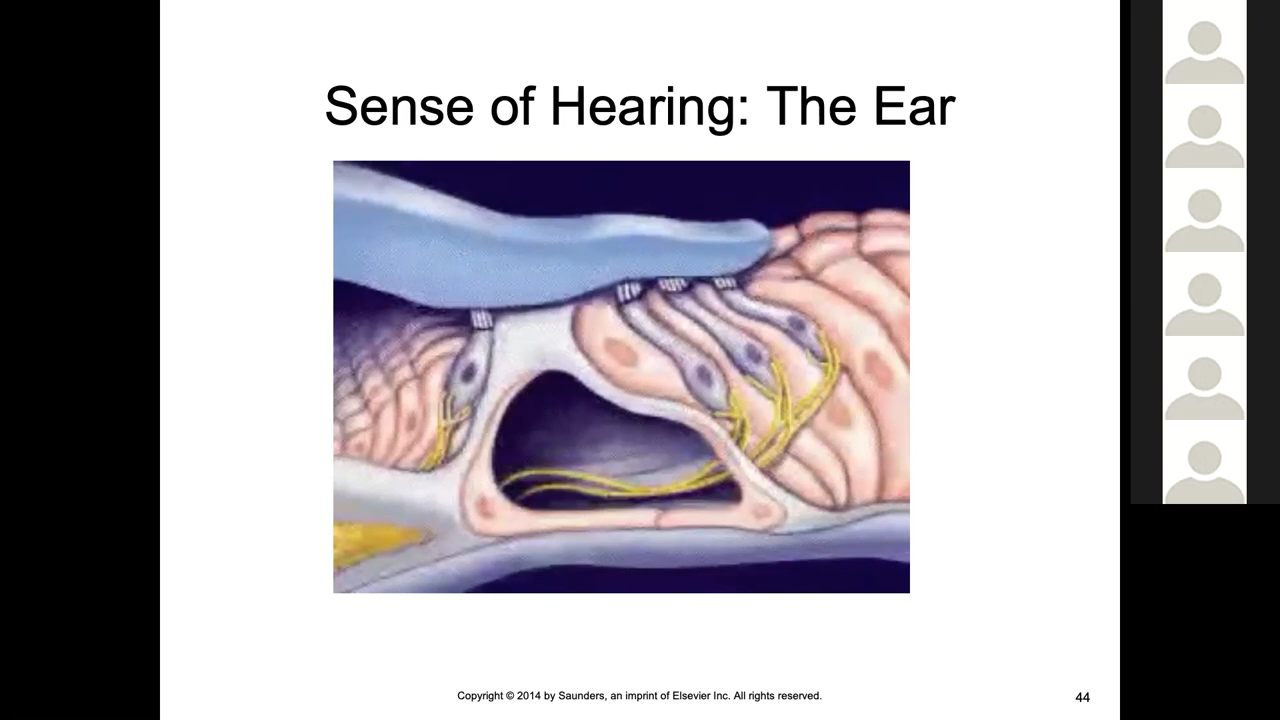 Sense of Hearing: The Ear
Copyright © 2014 by Saunders, an imprint of Elsevier Inc. All rights reserved.
44